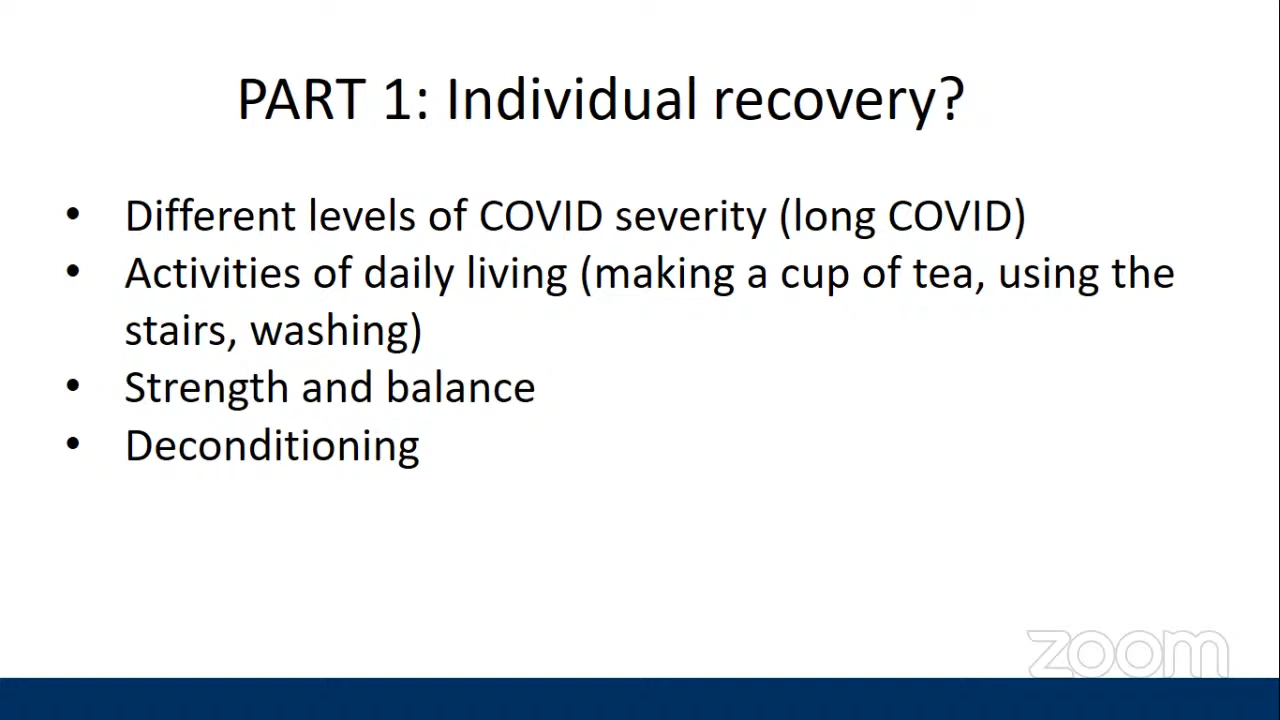 PART 1: Individual recovery?
• Different levels of COVID severity (long COVID)
• Activities of daily living (making a cup of tea, using the
stairs, washing)
• Strength and balance
• Deconditioning
zoom